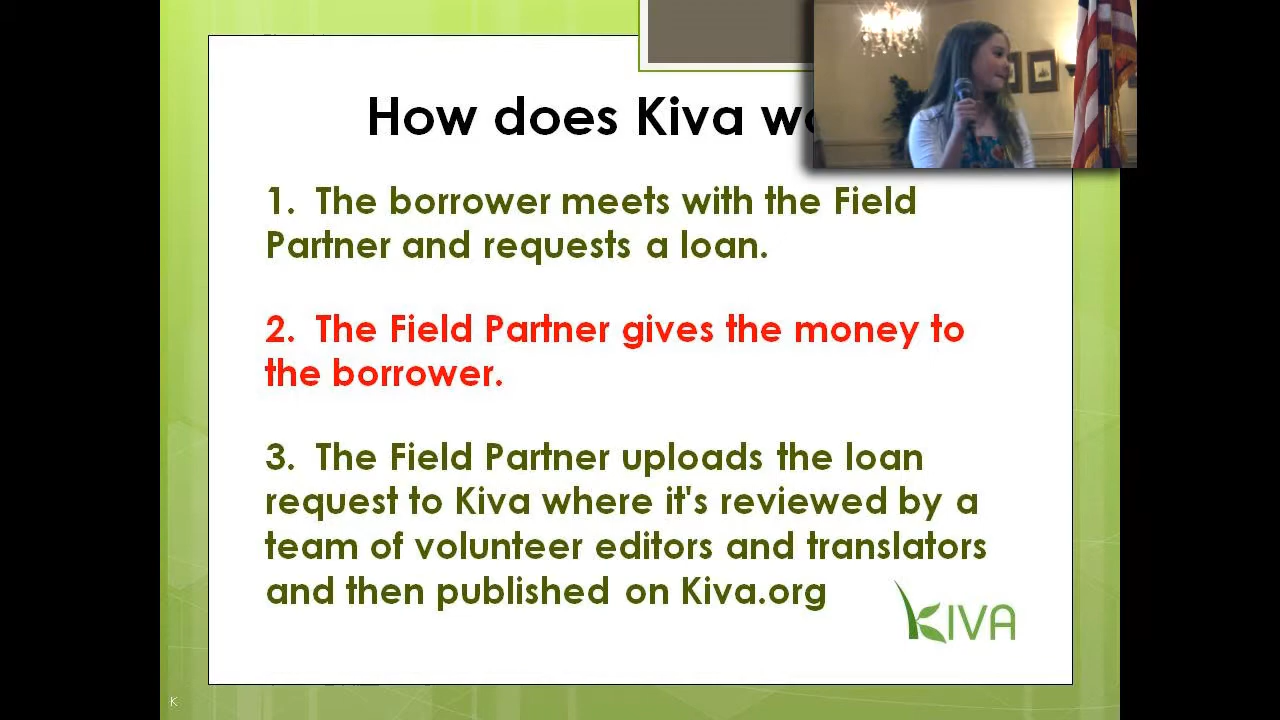 How does Kiva wo
1. The borrower meets with the Field
Partner and requests a loan.
2. The Field Partner gives the money to
the borrower.
3. The Field Partner uploads the loan
request to Kiva where it's reviewed by a
team of volunteer editors and translators
and then published on Kiva.org
KIVA
K